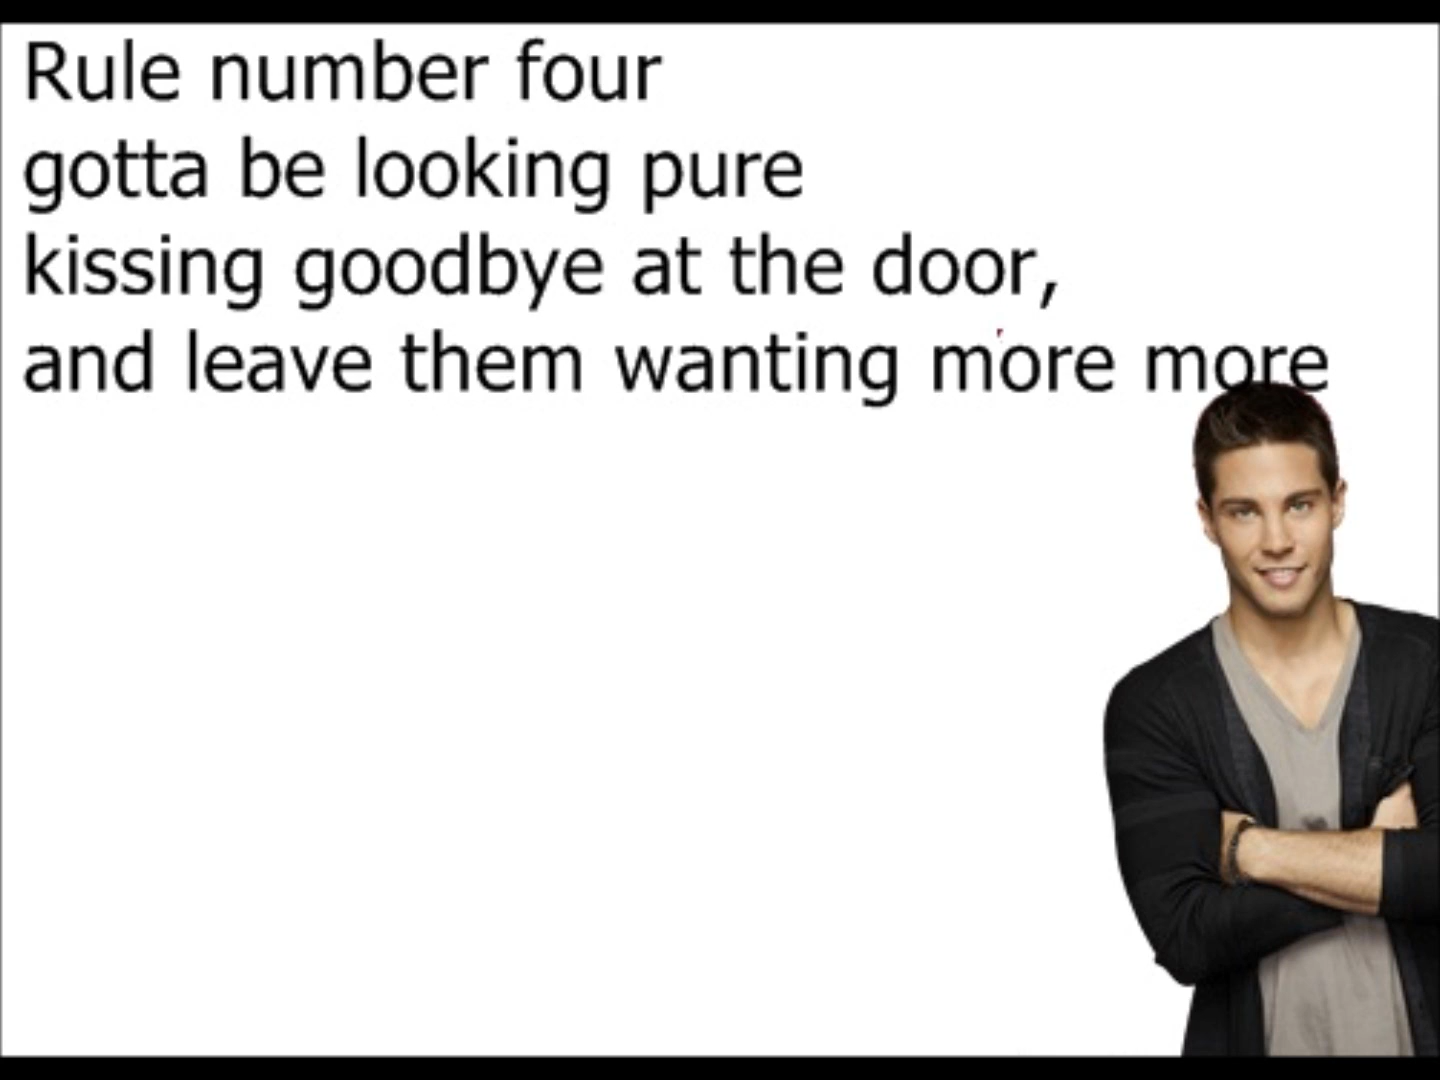 Rule number four
gotta be looking pure
kissing goodbye at the door,
and leave them wanting more more